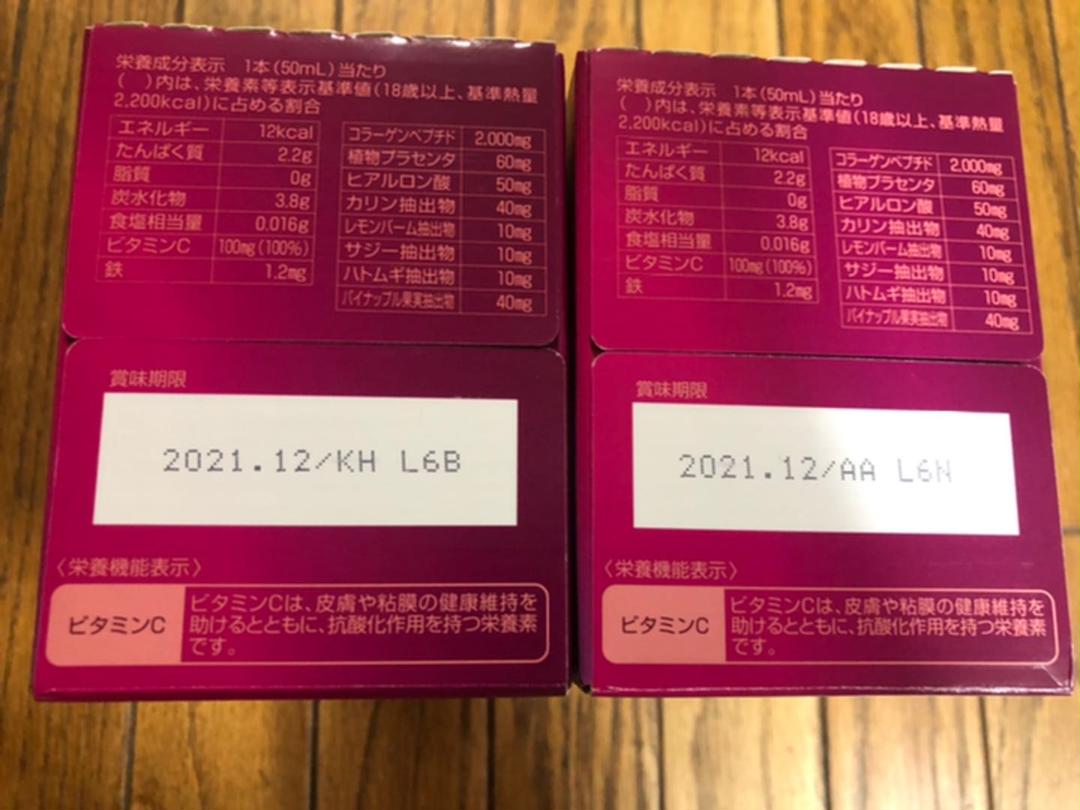 栄養成分表示 1本(50mL)当たり
( )内は、栄養素等表示基準値(18歳以上、基準熱量
2,200kcal)に占める割合
エネルギー 12kcal
たんぱく質 2.2g
脂質 0g
炭水化物 3.8g
食塩相当量 0.016g
ビタミンC 100mg(100%)
鉄 1.2mg
コラーゲンペプチド 2,000mg
植物プラセンタ 60mg
ヒアルロン酸 50mg
カリン抽出物 40mg
レモンバーム抽出物 10mg
サジー抽出物 10mg
ハトムギ抽出物 10mg
パイナップル果実抽出物 40mg
賞味期限
2021.12/KH L6B
〈栄養機能表示〉
ビタミンC
ビタミンCは、皮膚や粘膜の健康維持を
助けるとともに、抗酸化作用を持つ栄養素
です。
栄養成分表示 1本(50mL)当たり
( )内は、栄養素等表示基準値(18歳以上、基準熱量
2,200kcal)に占める割合
エネルギー 12kcal
たんぱく質 2.2g
脂質 0g
炭水化物 3.8g
食塩相当量 0.016g
ビタミンC 100mg(100%)
鉄 1.2mg
コラーゲンペプチド 2,000mg
植物プラセンタ 60mg
ヒアルロン酸 50mg
カリン抽出物 40mg
レモンバーム抽出物 10mg
サジー抽出物 10mg
ハトムギ抽出物 10mg
パイナップル果実抽出物 40mg
賞味期限
2021.12/AA L6N
〈栄養機能表示〉
ビタミンC
ビタミンCは、皮膚や粘膜の健康維持を
助けるとともに、抗酸化作用を持つ栄養素
です。